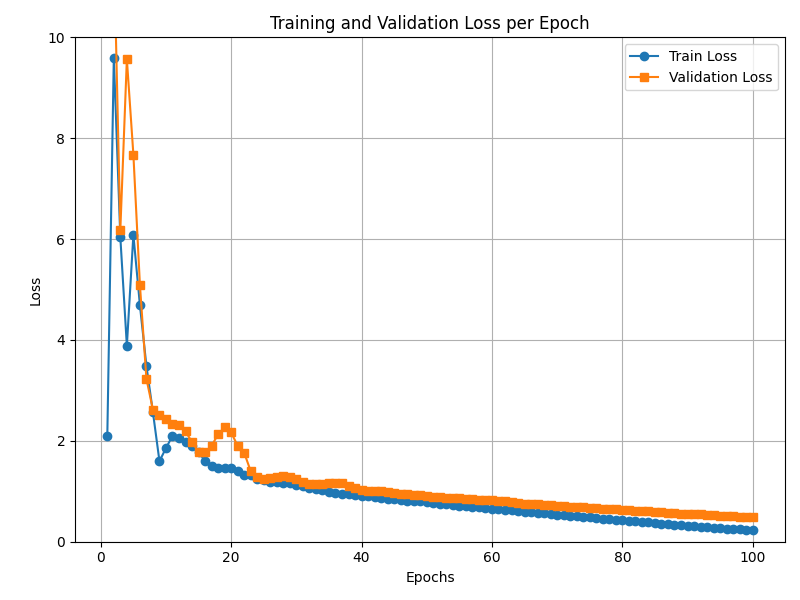 Training and Validation Loss per Epoch
Train Loss
Validation Loss
10
8
6
4
2
0
Loss
0 20 40 60 80 100
Epochs